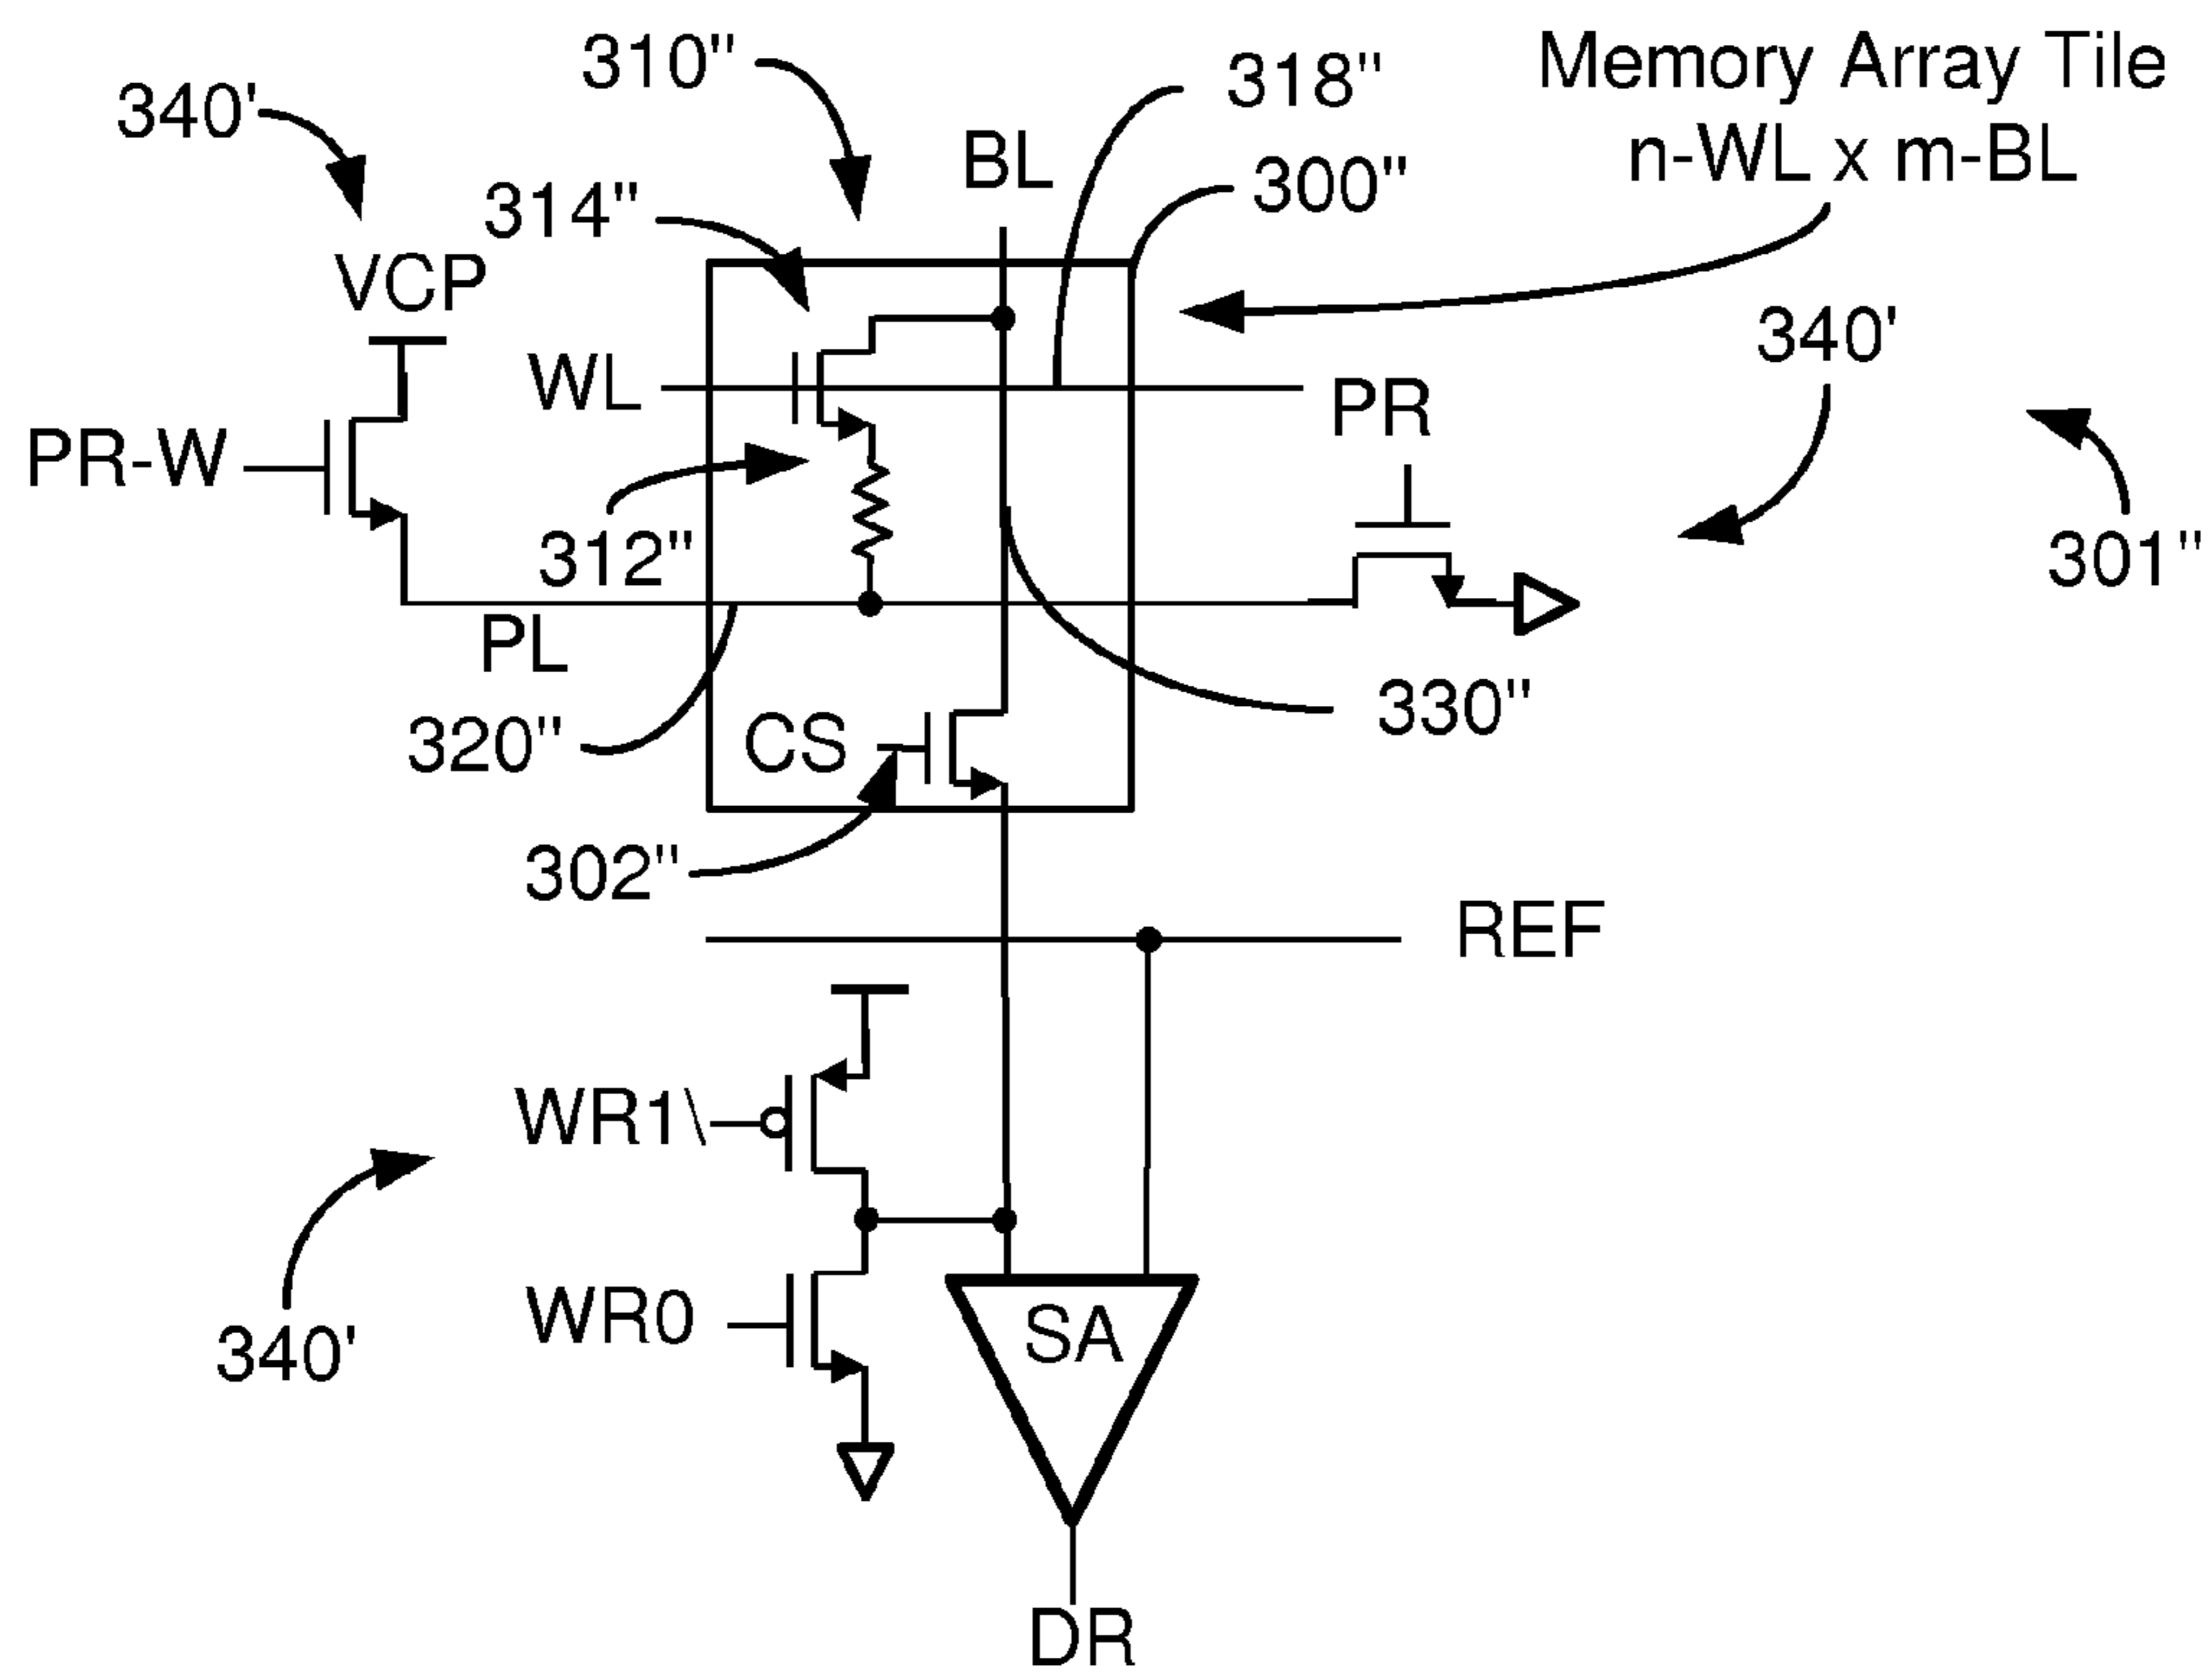 310"
318"
Memory Array Tile
340'
BL
300"
n-WL x m-BL
314"
VCP
340'
WL
PR
PR-W
312"
301"
PL
330"
320"
CS
302"
REF
WR1\
WR0
SA
340'
DR